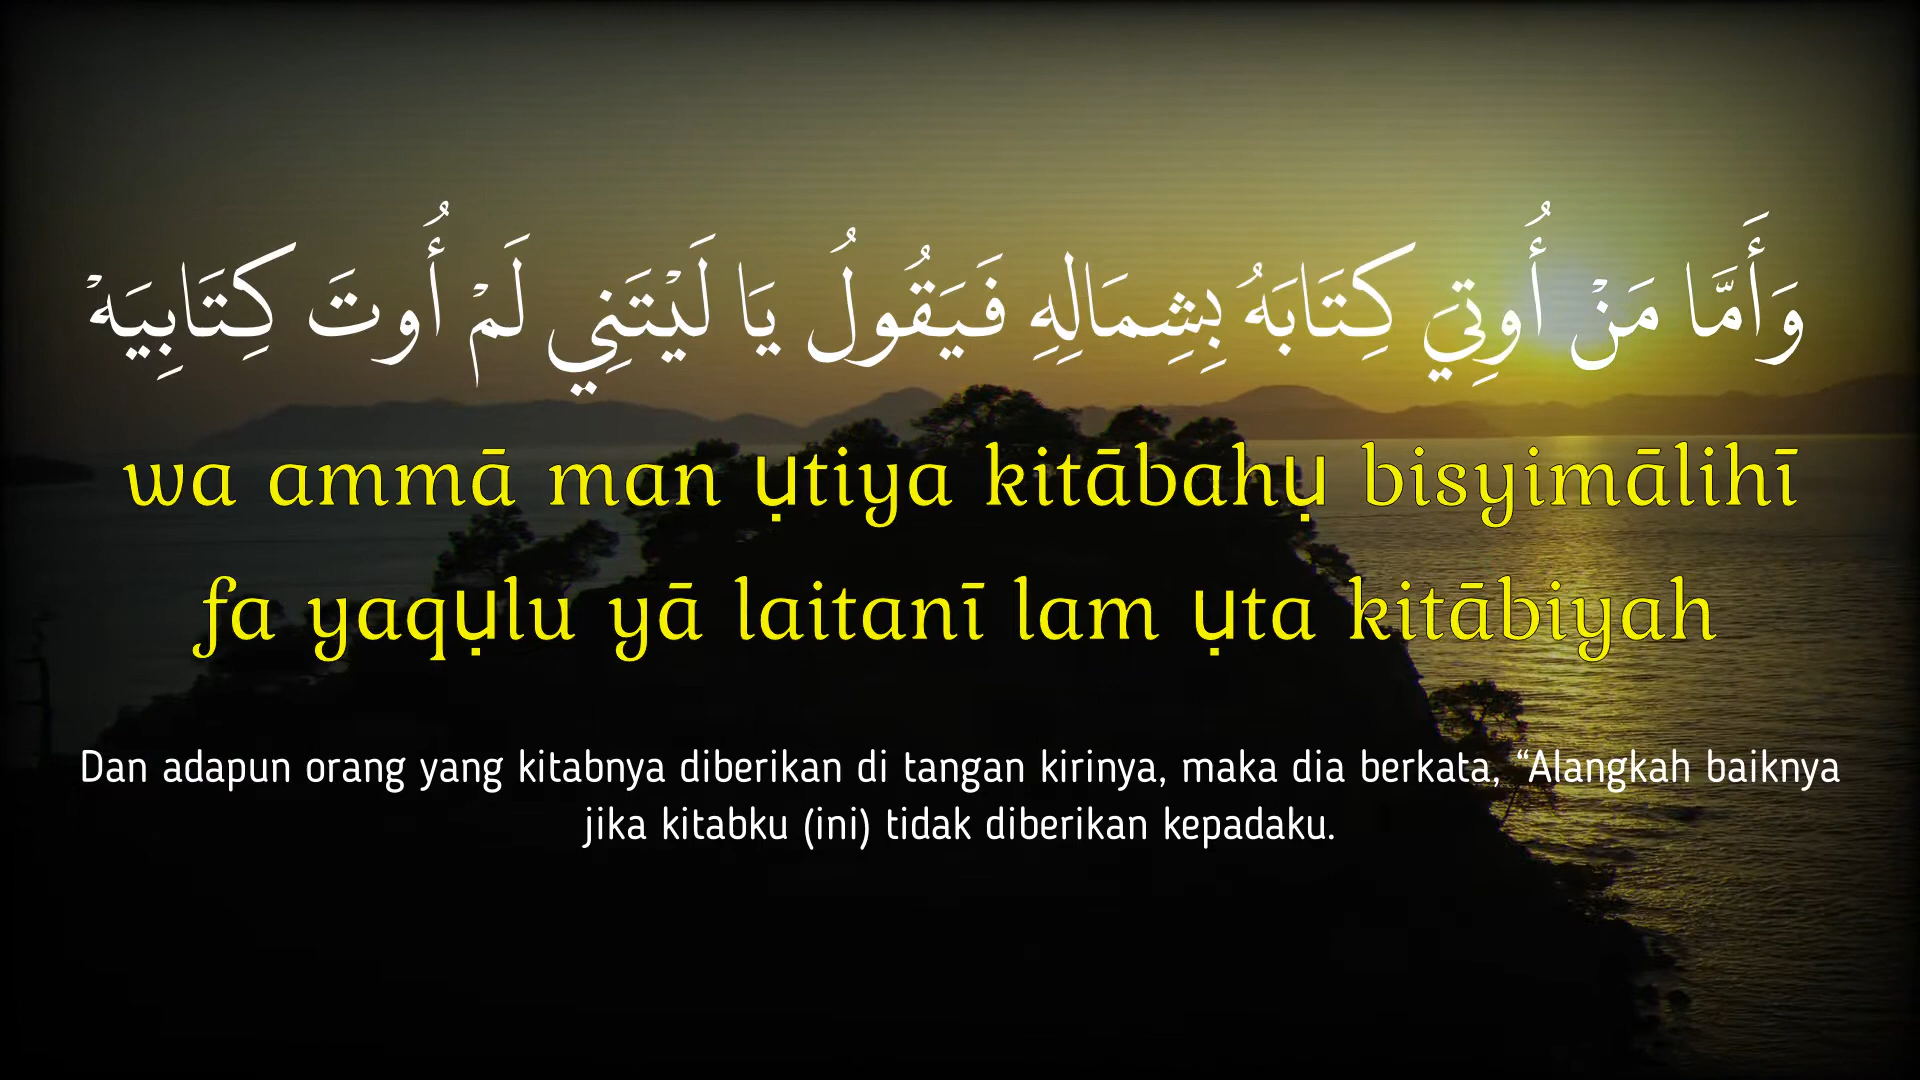 وَأَمَّا مَنْ أُوتِيَ كِتَابَهُ بِشِمَالِهِ فَيَقُولُ يَا لَيْتَنِي لَمْ أُوتَ كِتَابِيَهْ
wa ammā man ụtiya kitābahụ bisyimālihī
fa yaqụlu yā laitanī lam ụta kitābiyah
Dan adapun orang yang kitabnya diberikan di tangan kirinya, maka dia berkata, “Alangkah baiknya
jika kitabku (ini) tidak diberikan kepadaku.